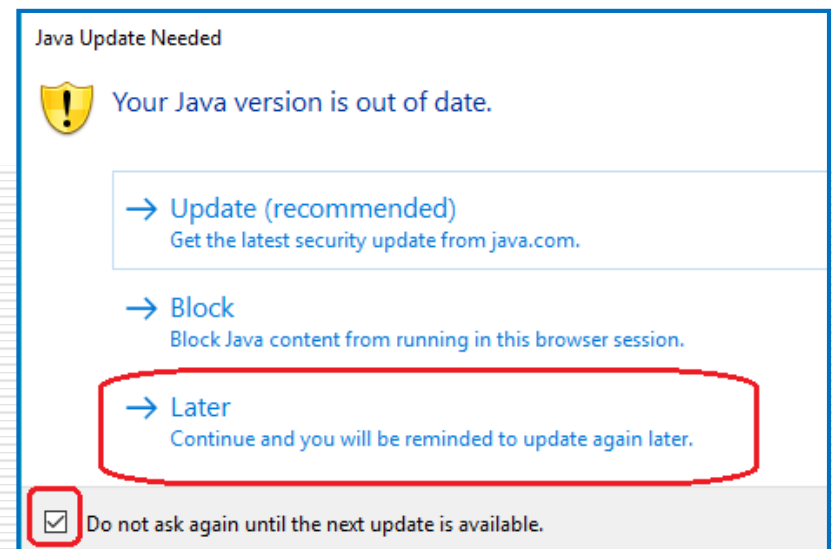 Java Update Needed
Your Java version is out of date.
→ Update (recommended)
Get the latest security update from java.com.
→ Block
Block Java content from running in this browser session.
→ Later
Continue and you will be reminded to update again later.
Do not ask again until the next update is available.